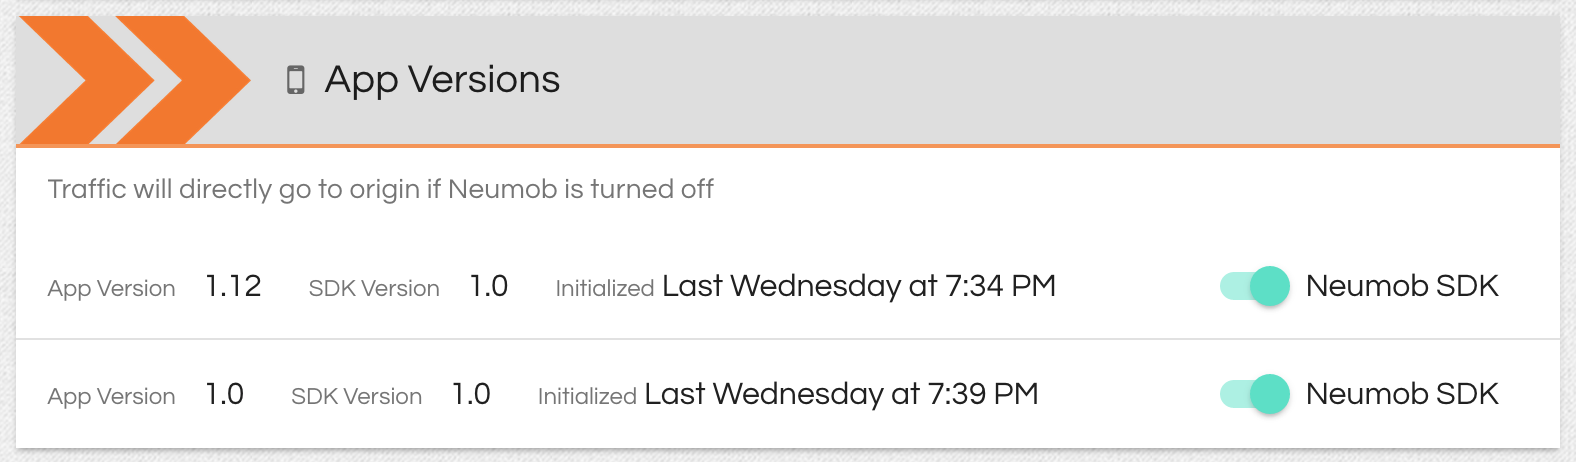 App Versions
Traffic will directly go to origin if Neumob is turned off
App Version 1.12 SDK Version 1.0 Initialized Last Wednesday at 7:34 PM Neumob SDK
App Version 1.0 SDK Version 1.0 Initialized Last Wednesday at 7:39 PM Neumob SDK